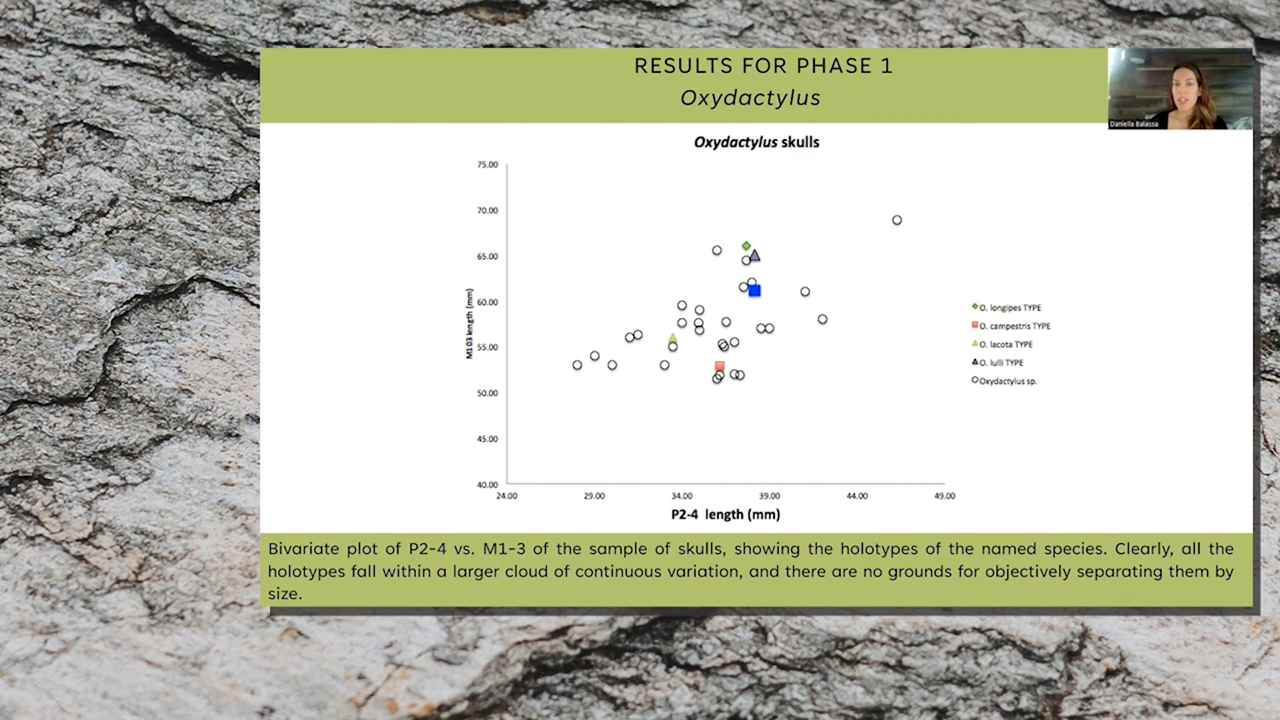 RESULTS FOR PHASE 1
Oxydactylus
Daniella Balassa
Oxydactylus skulls
75.00
70.00
65.00
60.00
55.00
50.00
45.00
40.00
M103 length (mm)
24.00 29.00 34.00 39.00 44.00 49.00
P2-4 length (mm)
O. longipes TYPE
O. campestris TYPE
O. lacota TYPE
O. lulli TYPE
Oxydactylus sp.
Bivariate plot of P2-4 vs. M1-3 of the sample of skulls, showing the holotypes of the named species. Clearly, all the
holotypes fall within a larger cloud of continuous variation, and there are no grounds for objectively separating them by
size.